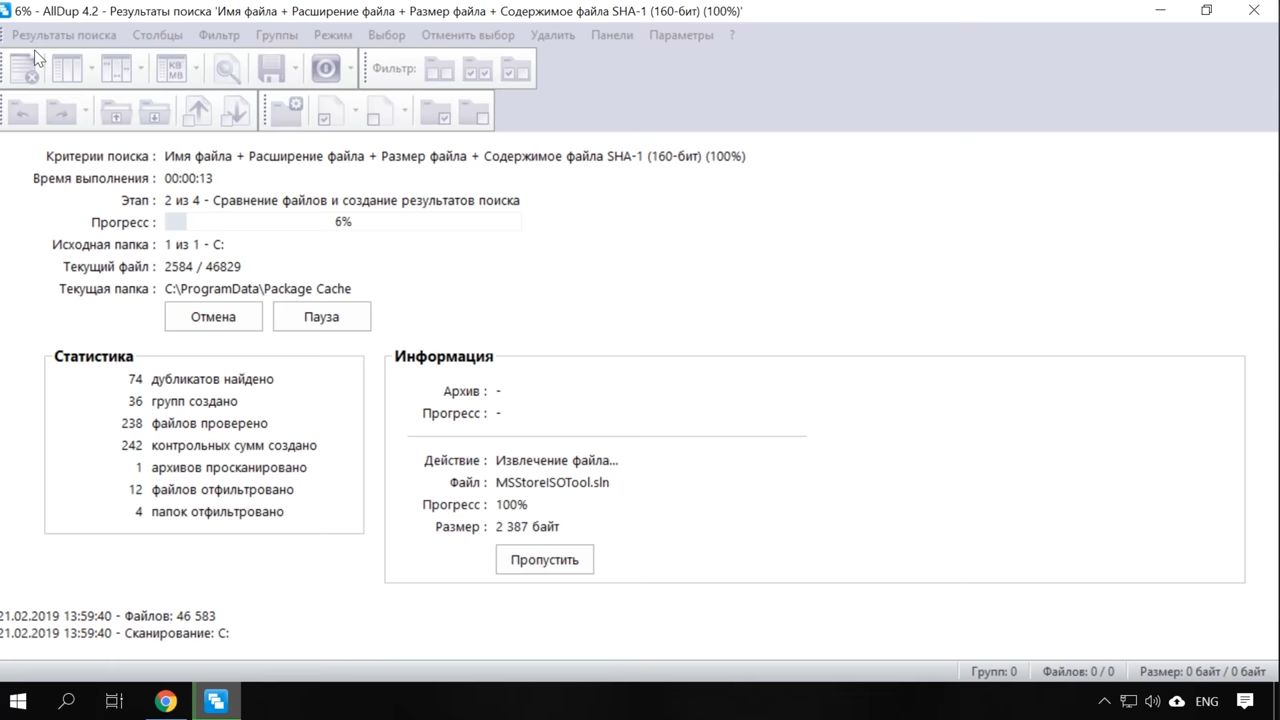 6% - AllDup 4.2 - Результаты поиска 'Имя файла + Расширение файла + Размер файла + Содержимое файла SHA-1 (160-бит) (100%)'
Результаты поиска Столбцы Фильтр Группы Режим Выбор Отменить выбор Удалить Панели Параметры ?
KB MB Фильтр:
Критерии поиска : Имя файла + Расширение файла + Размер файла + Содержимое файла SHA-1 (160-бит) (100%)
Время выполнения : 00:00:13
Этап : 2 из 4 - Сравнение файлов и создание результатов поиска
Прогресс : 6%
Исходная папка : 1 из 1 - C:
Текущий файл : 2584 / 46829
Текущая папка : C:\ProgramData\Package Cache
Отмена Пауза
Статистика
74 дубликатов найдено
36 групп создано
238 файлов проверено
242 контрольных сумм создано
1 архивов просканировано
12 файлов отфильтровано
4 папок отфильтровано
Информация
Архив : -
Прогресс : -
Действие : Извлечение файла...
Файл : MSStoreISOTool.sln
Прогресс : 100%
Размер : 2 387 байт
Пропустить
21.02.2019 13:59:40 - Файлов: 46 583
21.02.2019 13:59:40 - Сканирование: C:
Групп: 0 Файлов: 0 / 0 Размер: 0 байт / 0 байт
ENG